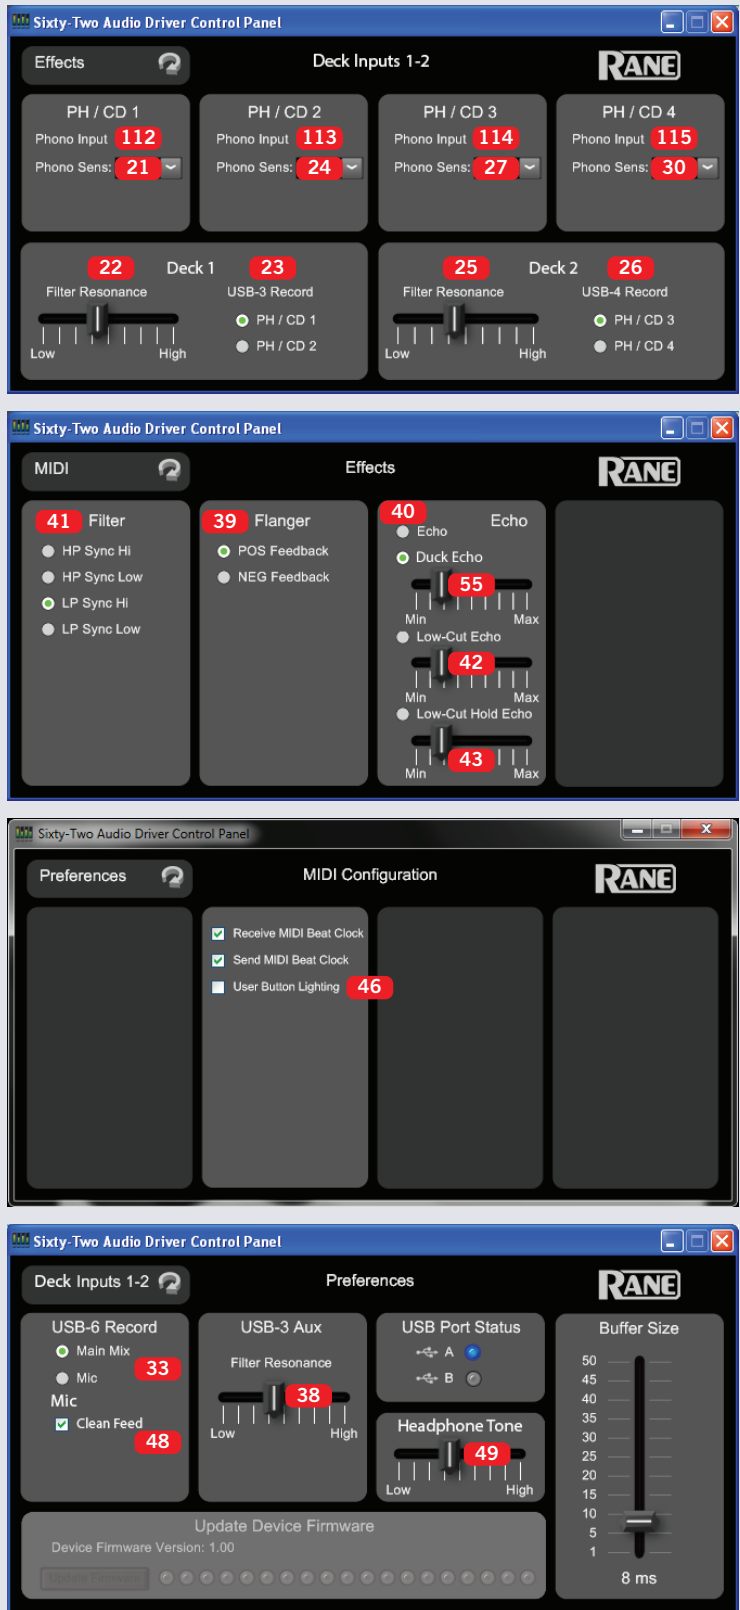 Sixty-Two Audio Driver Control Panel
Effects
Deck Inputs 1-2
RANE
PH / CD 1
Phono Input 112
Phono Sens: 21
PH / CD 2
Phono Input 113
Phono Sens: 24
PH / CD 3
Phono Input 114
Phono Sens: 27
PH / CD 4
Phono Input 115
Phono Sens: 30
22 Deck 1 23
Filter Resonance USB-3 Record
PH / CD 1
PH / CD 2
Low High
25 Deck 2 26
Filter Resonance USB-4 Record
PH / CD 3
PH / CD 4
Low High
Sixty-Two Audio Driver Control Panel
MIDI
Effects
RANE
41 Filter
HP Sync Hi
HP Sync Low
LP Sync Hi
LP Sync Low
39 Flanger
POS Feedback
NEG Feedback
40 Echo
Echo
Duck Echo
55
Min Max
Low-Cut Echo
42
Min Max
Low-Cut Hold Echo
43
Min Max
Sixty-Two Audio Driver Control Panel
Preferences
MIDI Configuration
RANE
Receive MIDI Beat Clock
Send MIDI Beat Clock
User Button Lighting 46
Sixty-Two Audio Driver Control Panel
Deck Inputs 1-2
Preferences
RANE
USB-6 Record
Main Mix
33
Mic
Mic
Clean Feed
48
USB-3 Aux
Filter Resonance
38
Low High
USB Port Status
A
B
Headphone Tone
49
Low High
Buffer Size
50
45
40
35
30
25
20
15
10
5
1
8 ms
Update Device Firmware
Device Firmware Version: 1.00
Update Firmware